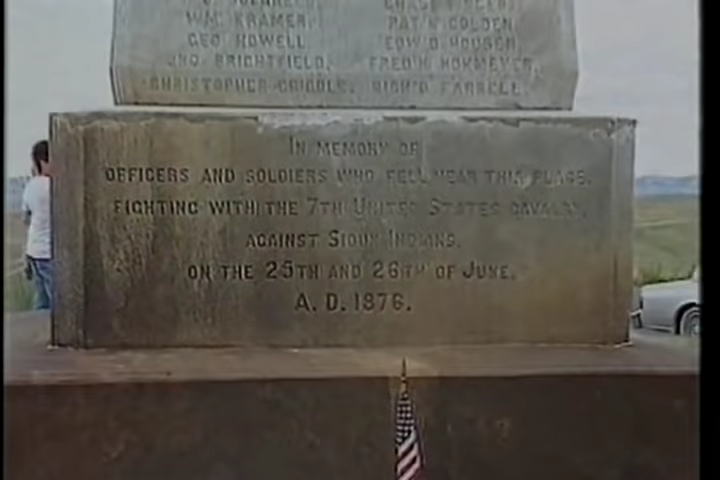 WM. KRAMER. PAT'K GOLDEN
GEO HOWELL EDW'D HOUSEN.
JNO. BRIGHTFIELD. FRED'K HOHMEYER.
CHRISTOPHER CRIDDLE. RICH'D FARRELL.
IN MEMORY OF
OFFICERS AND SOLDIERS WHO FELL NEAR THIS PLACE,
FIGHTING WITH THE 7TH UNITED STATES CAVALRY,
AGAINST SIOUX INDIANS,
ON THE 25TH AND 26TH OF JUNE,
A. D. 1876.